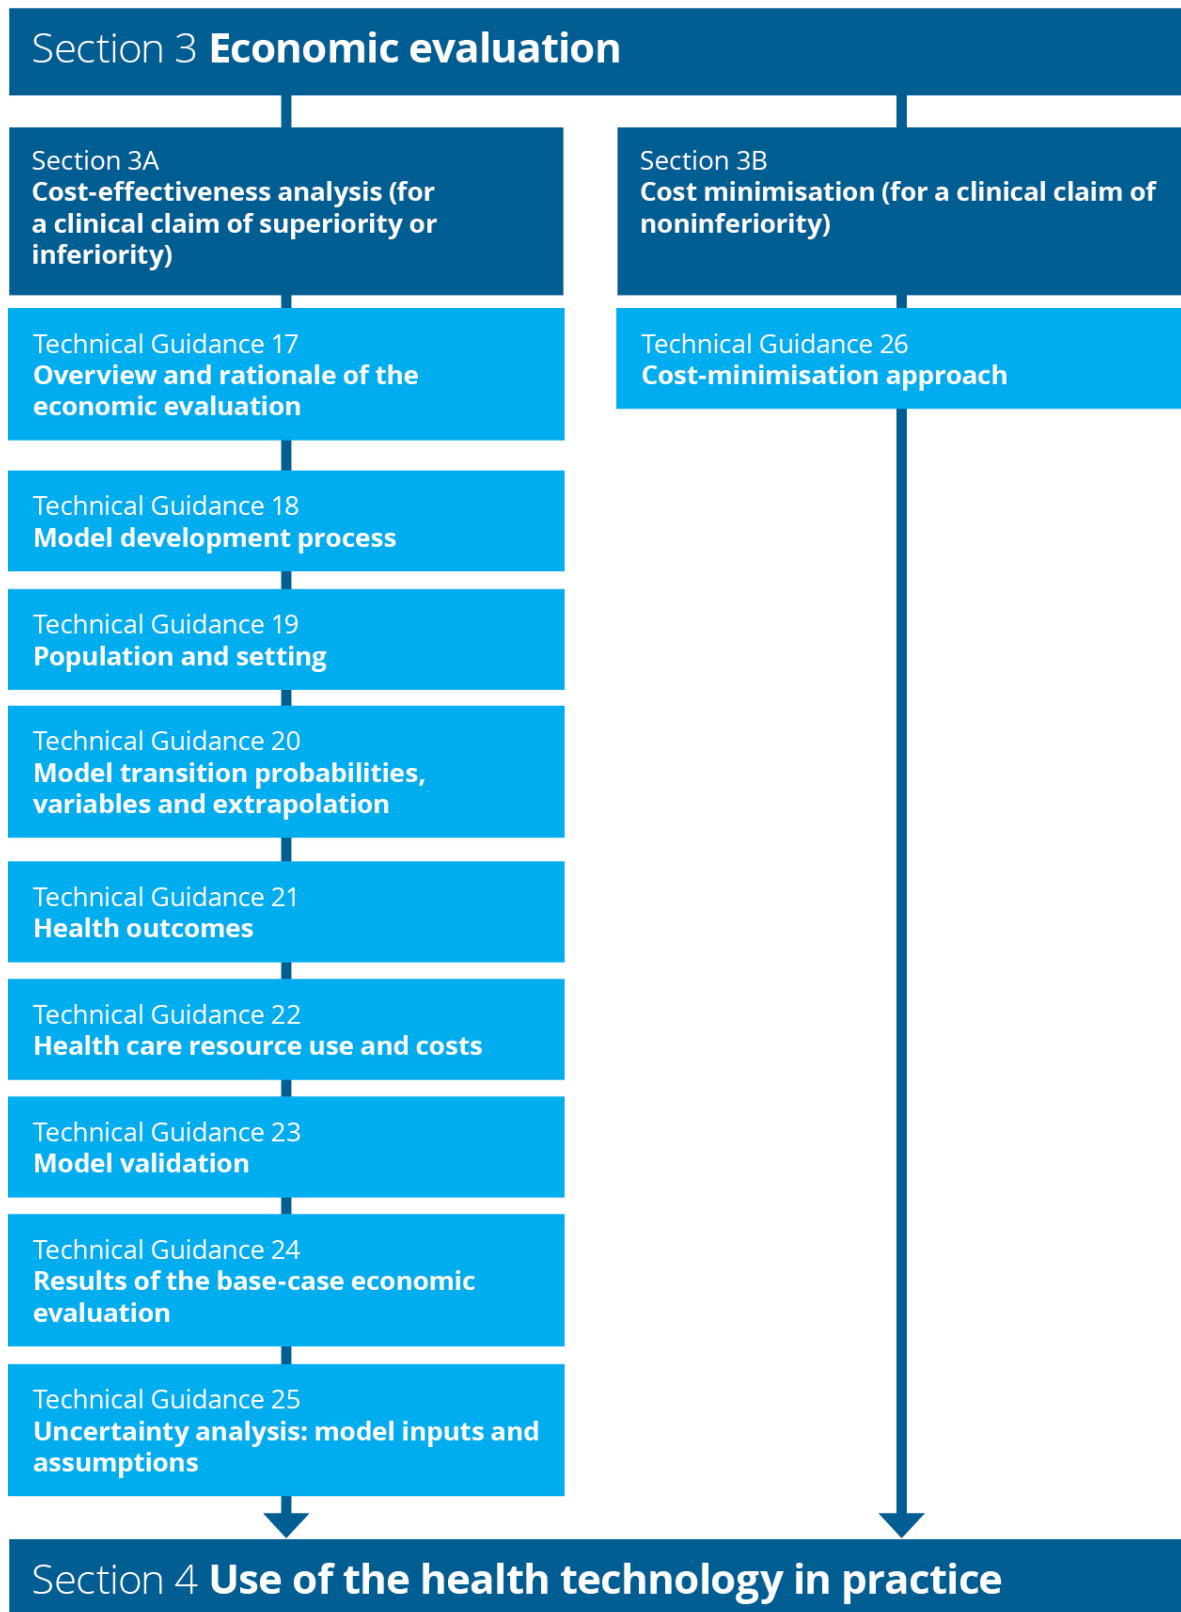 Section 3 Economic evaluation
Section 3A
Cost-effectiveness analysis (for
a clinical claim of superiority or
inferiority)
Technical Guidance 17
Overview and rationale of the
economic evaluation
Technical Guidance 18
Model development process
Technical Guidance 19
Population and setting
Technical Guidance 20
Model transition probabilities,
variables and extrapolation
Technical Guidance 21
Health outcomes
Technical Guidance 22
Health care resource use and costs
Technical Guidance 23
Model validation
Technical Guidance 24
Results of the base-case economic
evaluation
Technical Guidance 25
Uncertainty analysis: model inputs and
assumptions
Section 3B
Cost minimisation (for a clinical claim of
noninferiority)
Technical Guidance 26
Cost-minimisation approach
Section 4 Use of the health technology in practice